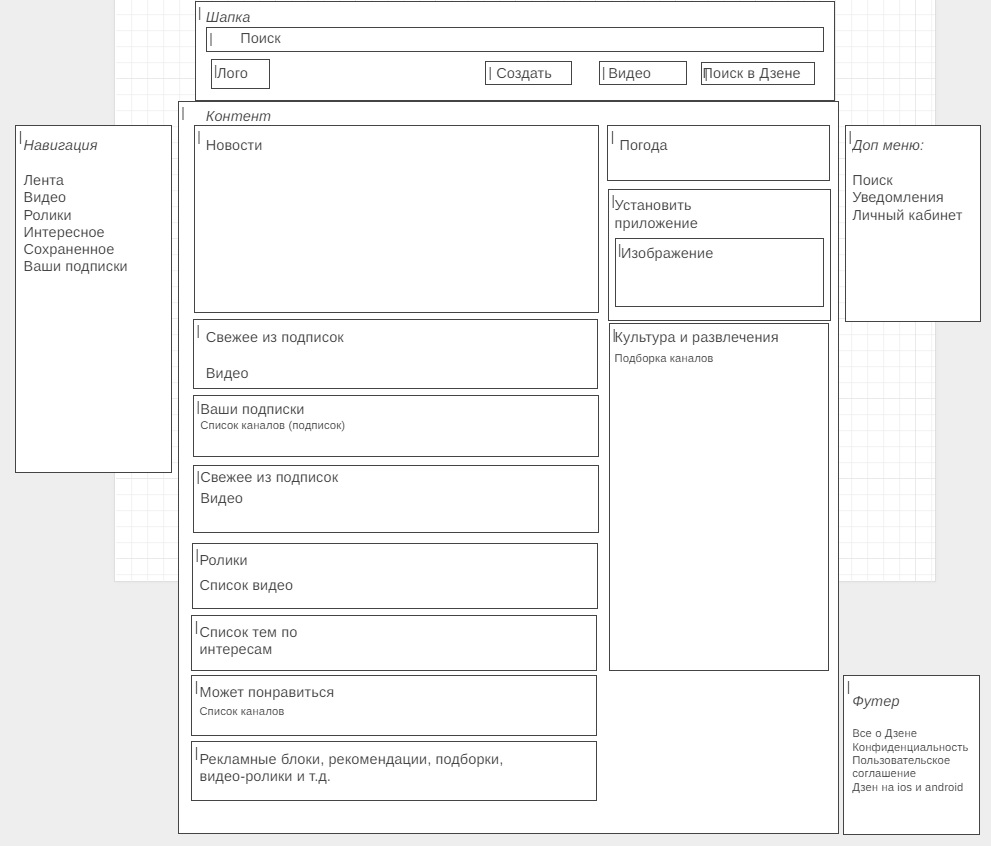 Шапка
Поиск
Лого
Создать
Видео
Поиск в Дзене
Навигация
Лента
Видео
Ролики
Интересное
Сохраненное
Ваши подписки
Контент
Новости
Свежее из подписок
Видео
Ваши подписки
Список каналов (подписок)
Свежее из подписок
Видео
Ролики
Список видео
Список тем по
интересам
Может понравиться
Список каналов
Рекламные блоки, рекомендации, подборки,
видео-ролики и т.д.
Погода
Установить
приложение
Изображение
Культура и развлечения
Подборка каналов
Доп меню:
Поиск
Уведомления
Личный кабинет
Футер
Все о Дзене
Конфиденциальность
Пользовательское
соглашение
Дзен на ios и android